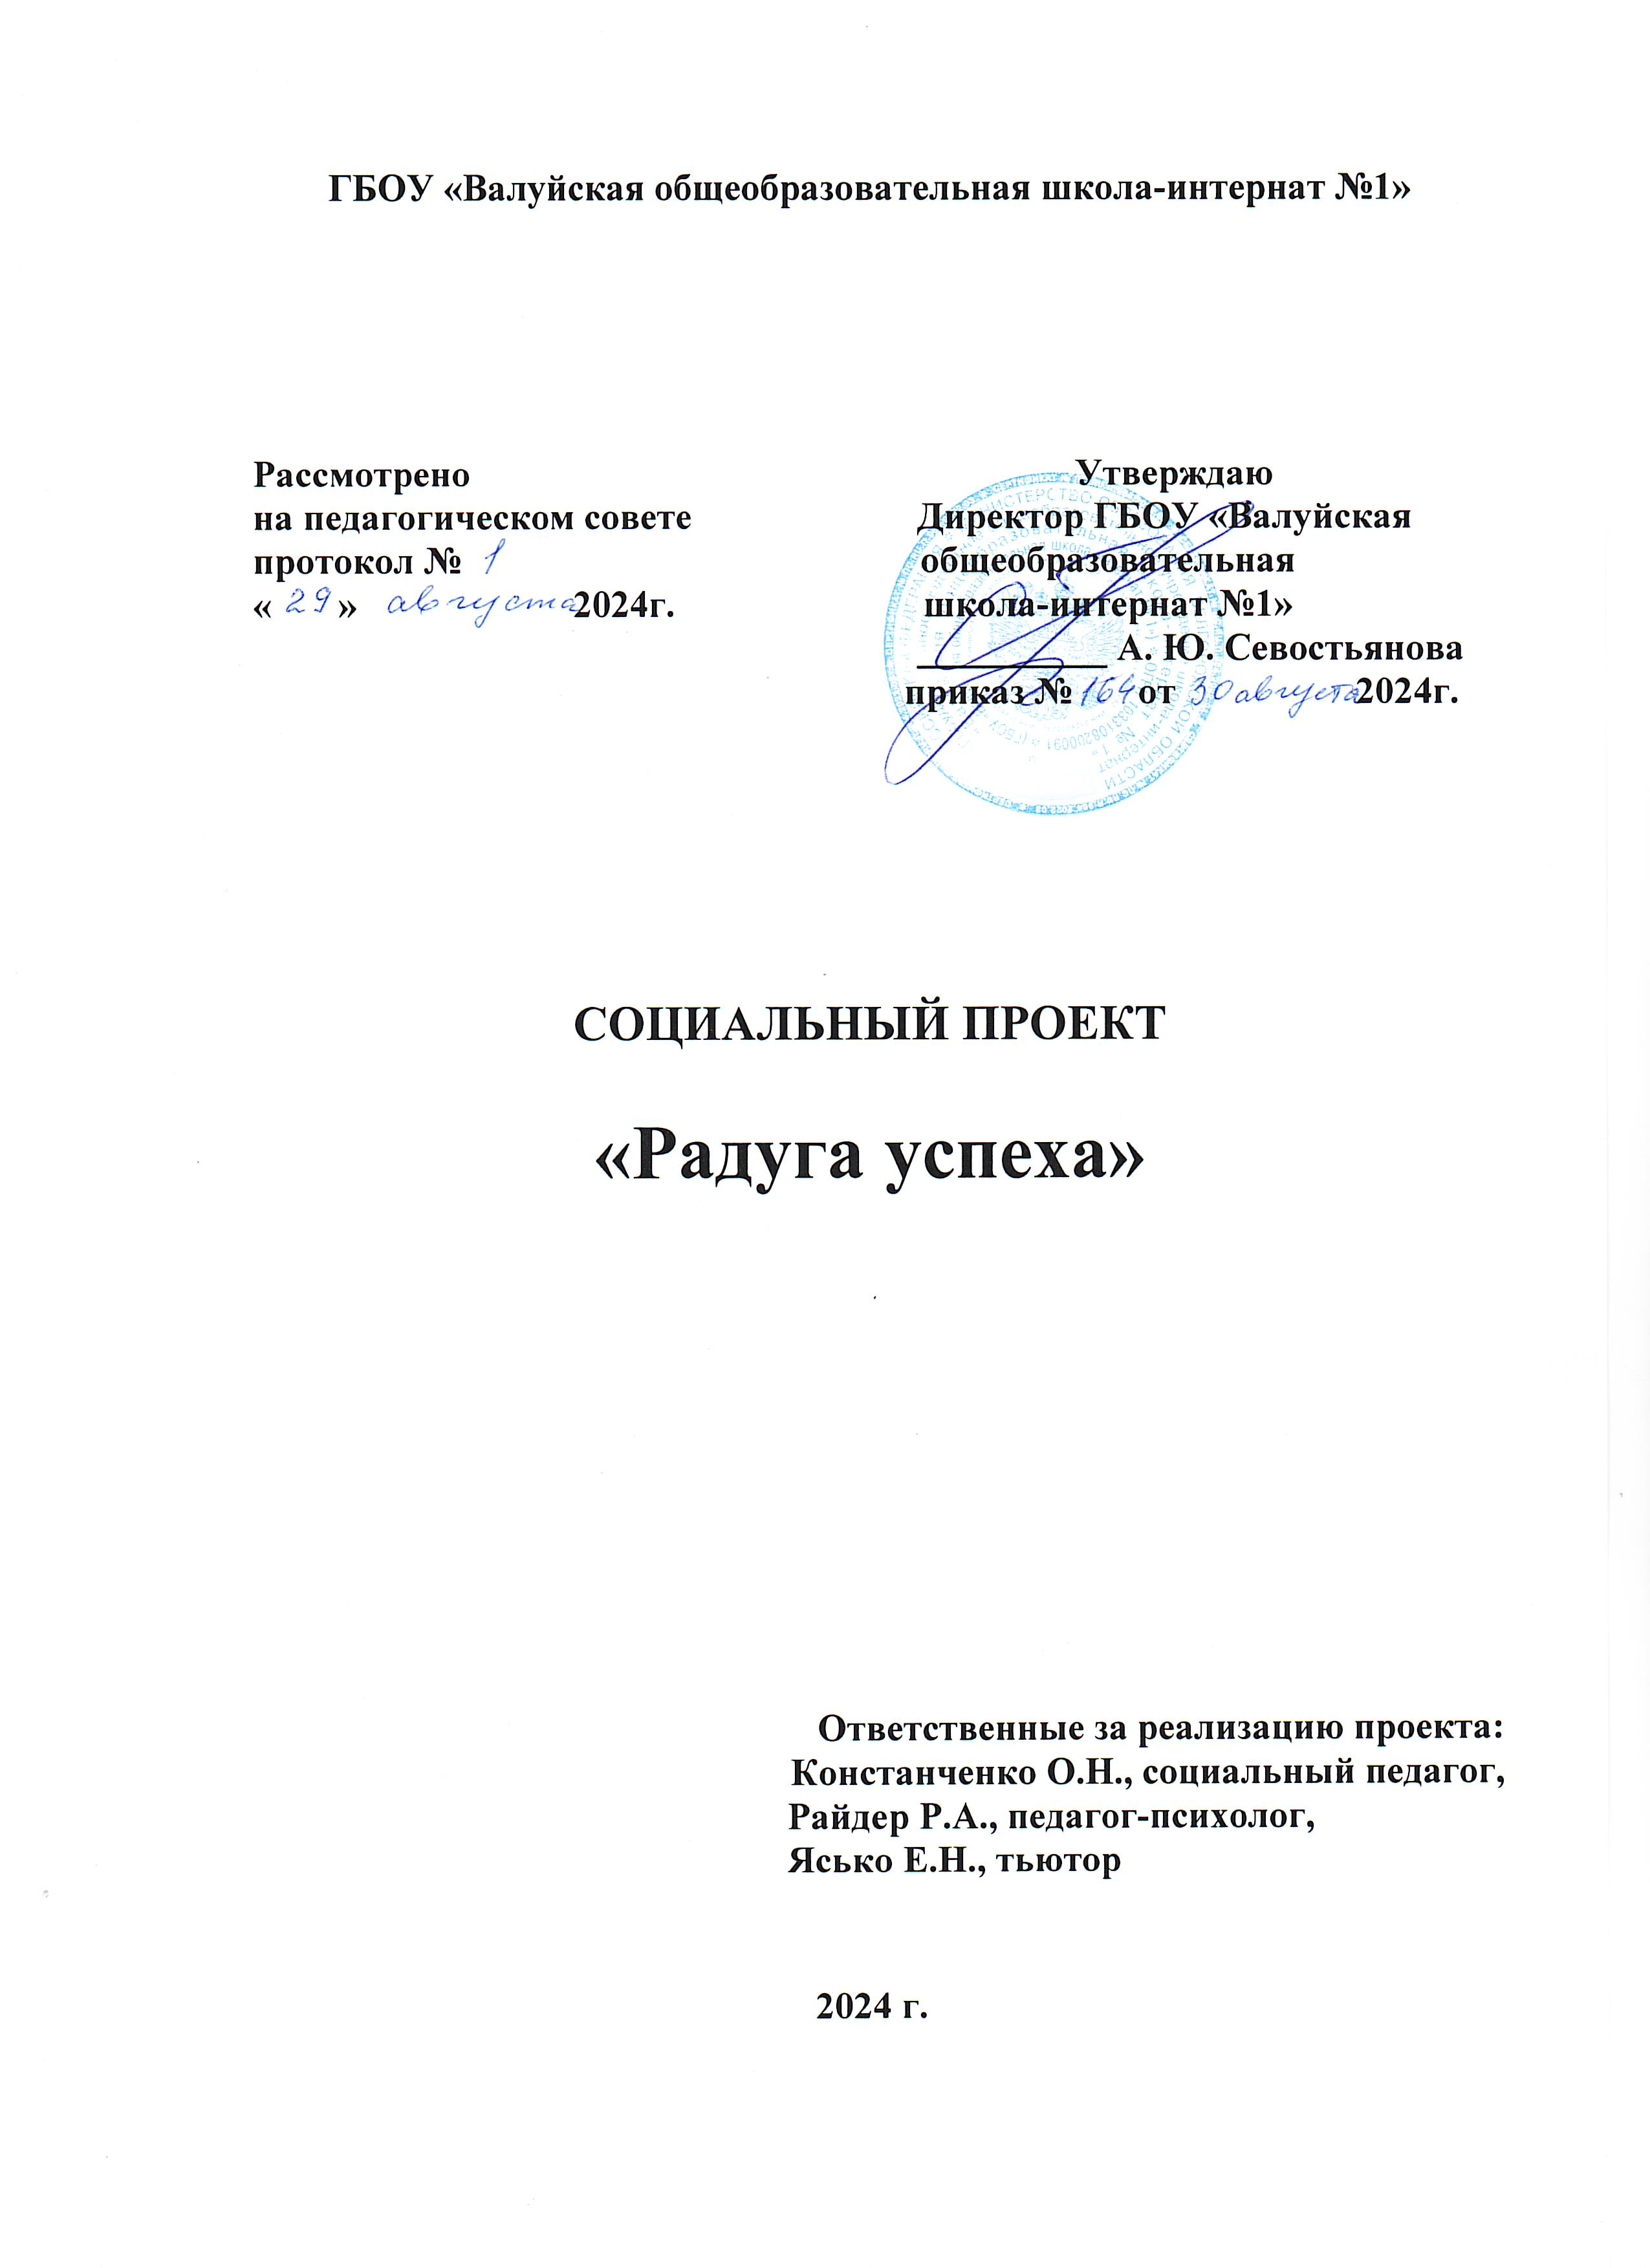 ГБОУ «Валуйская общеобразовательная школа-интернат №1»
Рассмотрено
на педагогическом совете
протокол № 1
« 29 » августа 2024г.
Утверждаю
Директор ГБОУ «Валуйская
общеобразовательная
школа-интернат №1»
___________ А. Ю. Севостьянова
приказ № 164 от 30 августа 2024г.
СОЦИАЛЬНЫЙ ПРОЕКТ
«Радуга успеха»
Ответственные за реализацию проекта:
Констанченко О.Н., социальный педагог,
Райдер Р.А., педагог-психолог,
Ясько Е.Н., тьютор
2024 г.